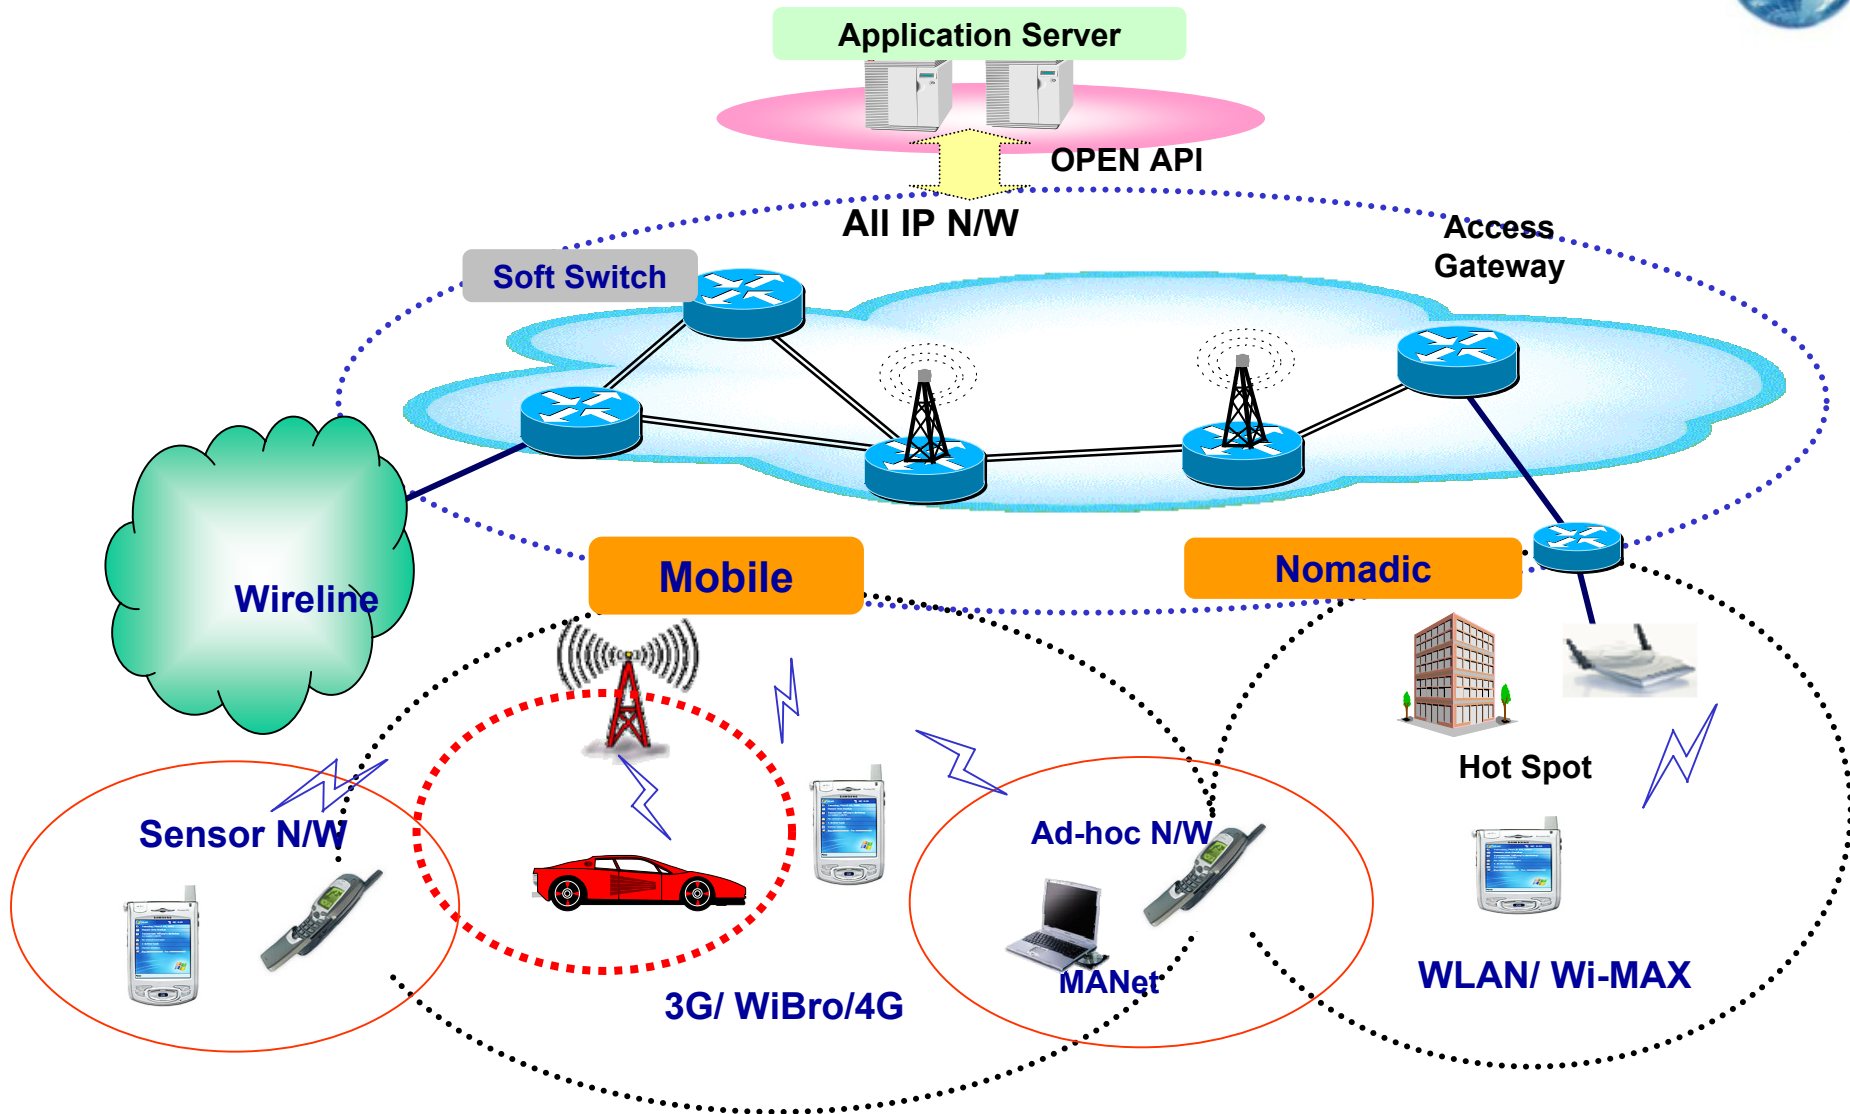 Application Server
OPEN API
All IP N/W
Access
Gateway
Soft Switch
Mobile
Nomadic
Wireline
Hot Spot
Sensor N/W
Ad-hoc N/W
MANet
WLAN/ Wi-MAX
3G/ WiBro/4G